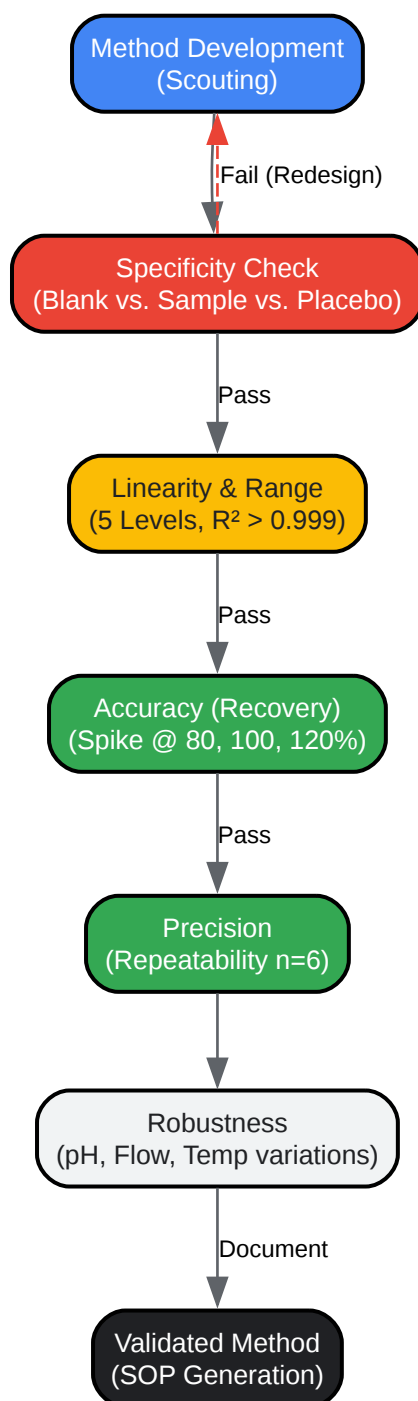 Method Development
(Scouting)
Fail (Redesign)
Specificity Check
(Blank vs. Sample vs. Placebo)
Pass
Linearity & Range
(5 Levels, R² > 0.999)
Pass
Accuracy (Recovery)
(Spike @ 80, 100, 120%)
Pass
Precision
(Repeatability n=6)
Robustness
(pH, Flow, Temp variations)
Document
Validated Method
(SOP Generation)